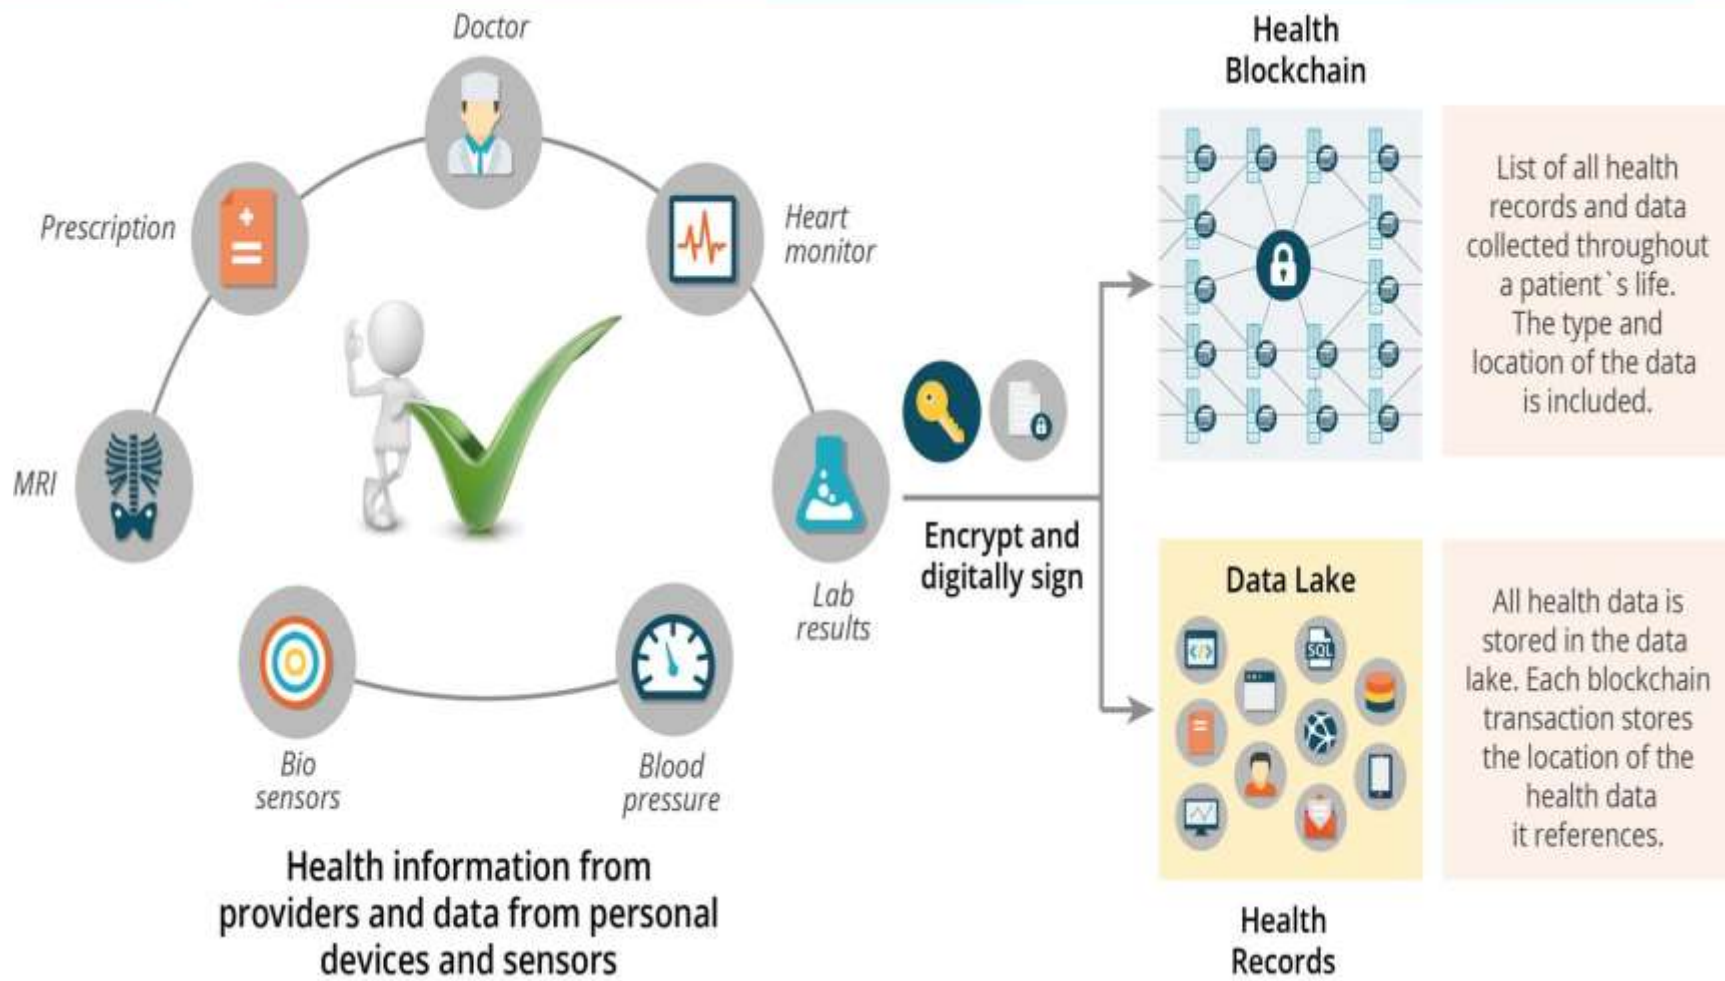 Doctor
Prescription
Heart
monitor
MRI
Lab
results
Bio
sensors
Blood
pressure
Health information from
providers and data from personal
devices and sensors
Encrypt and
digitally sign
Health
Blockchain
List of all health
records and data
collected throughout
a patient`s life.
The type and
location of the data
is included.
Data Lake
</>
SQL
Health
Records
All health data is
stored in the data
lake. Each blockchain
transaction stores
the location of the
health data
it references.